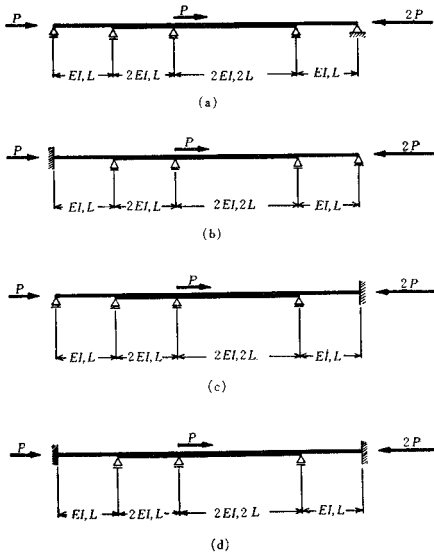 P
P
2P
EI, L
2EI, L
2EI, 2L
EI, L
(a)
P
P
2P
EI, L
2EI, L
2EI, 2L
EI, L
(b)
P
P
2P
EI, L
2EI, L
2EI, 2L
EI, L
(c)
P
P
2P
EI, L
2EI, L
2EI, 2L
EI, L
(d)